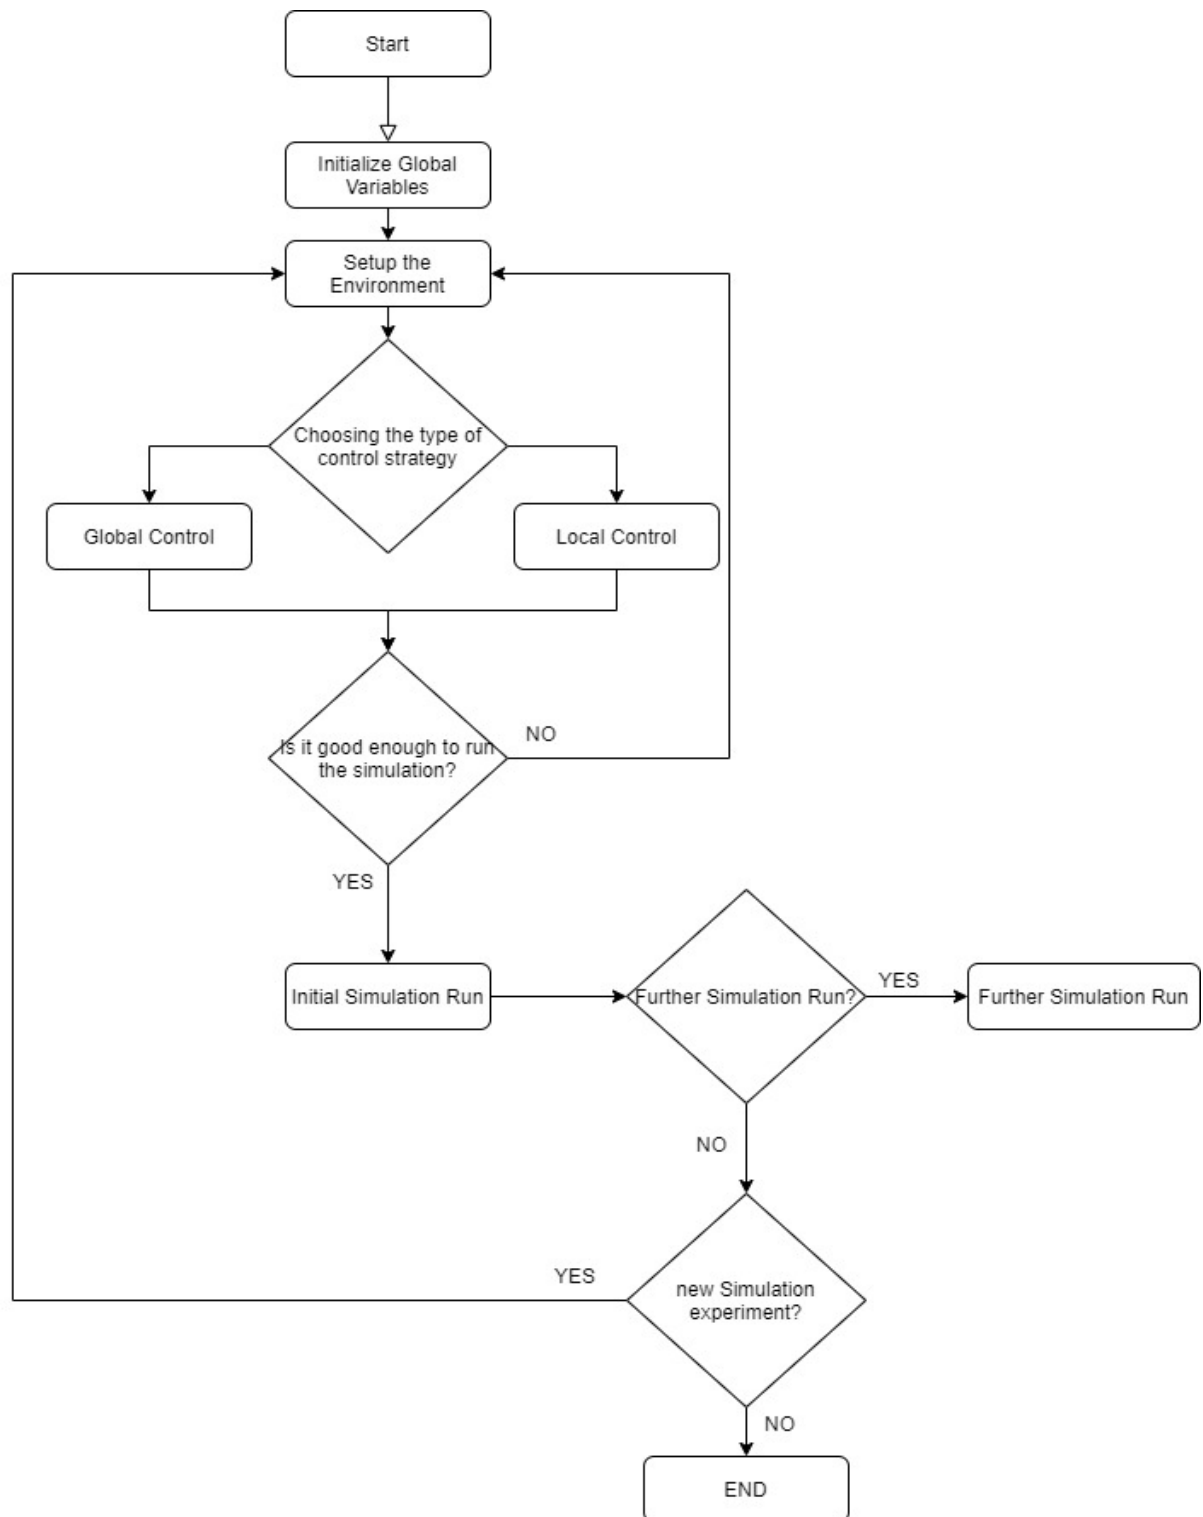 Start
Initialize Global
Variables
Setup the
Environment
Choosing the type of
control strategy
Global Control
Local Control
Is it good enough to run
the simulation?
NO
YES
Initial Simulation Run
Further Simulation Run?
YES
Further Simulation Run
NO
new Simulation
experiment?
YES
NO
END